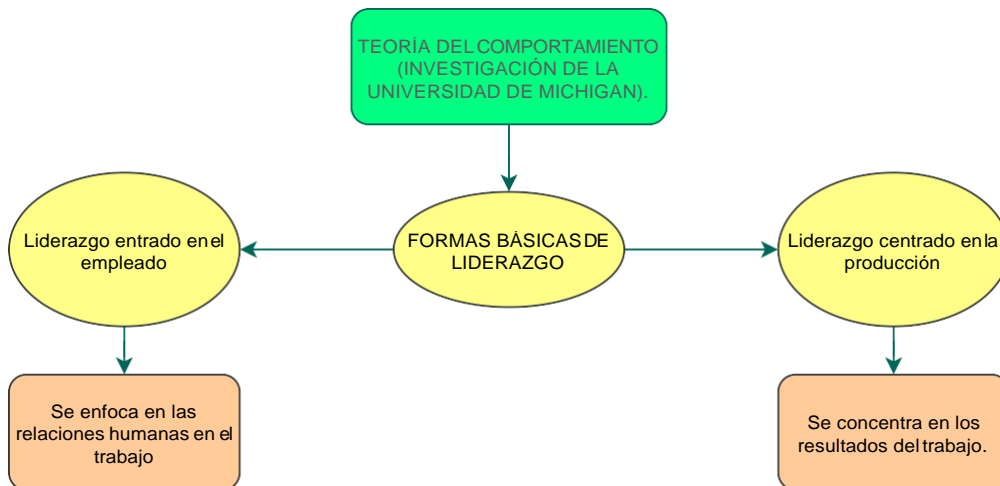 TEORÍA DEL COMPORTAMIENTO
(INVESTIGACIÓN DE LA
UNIVERSIDAD DE MICHIGAN).
Liderazgo entrado en el
empleado
FORMAS BÁSICAS DE
LIDERAZGO
Liderazgo centrado en la
producción
Se enfoca en las
relaciones humanas en el
trabajo
Se concentra en los
resultados del trabajo.